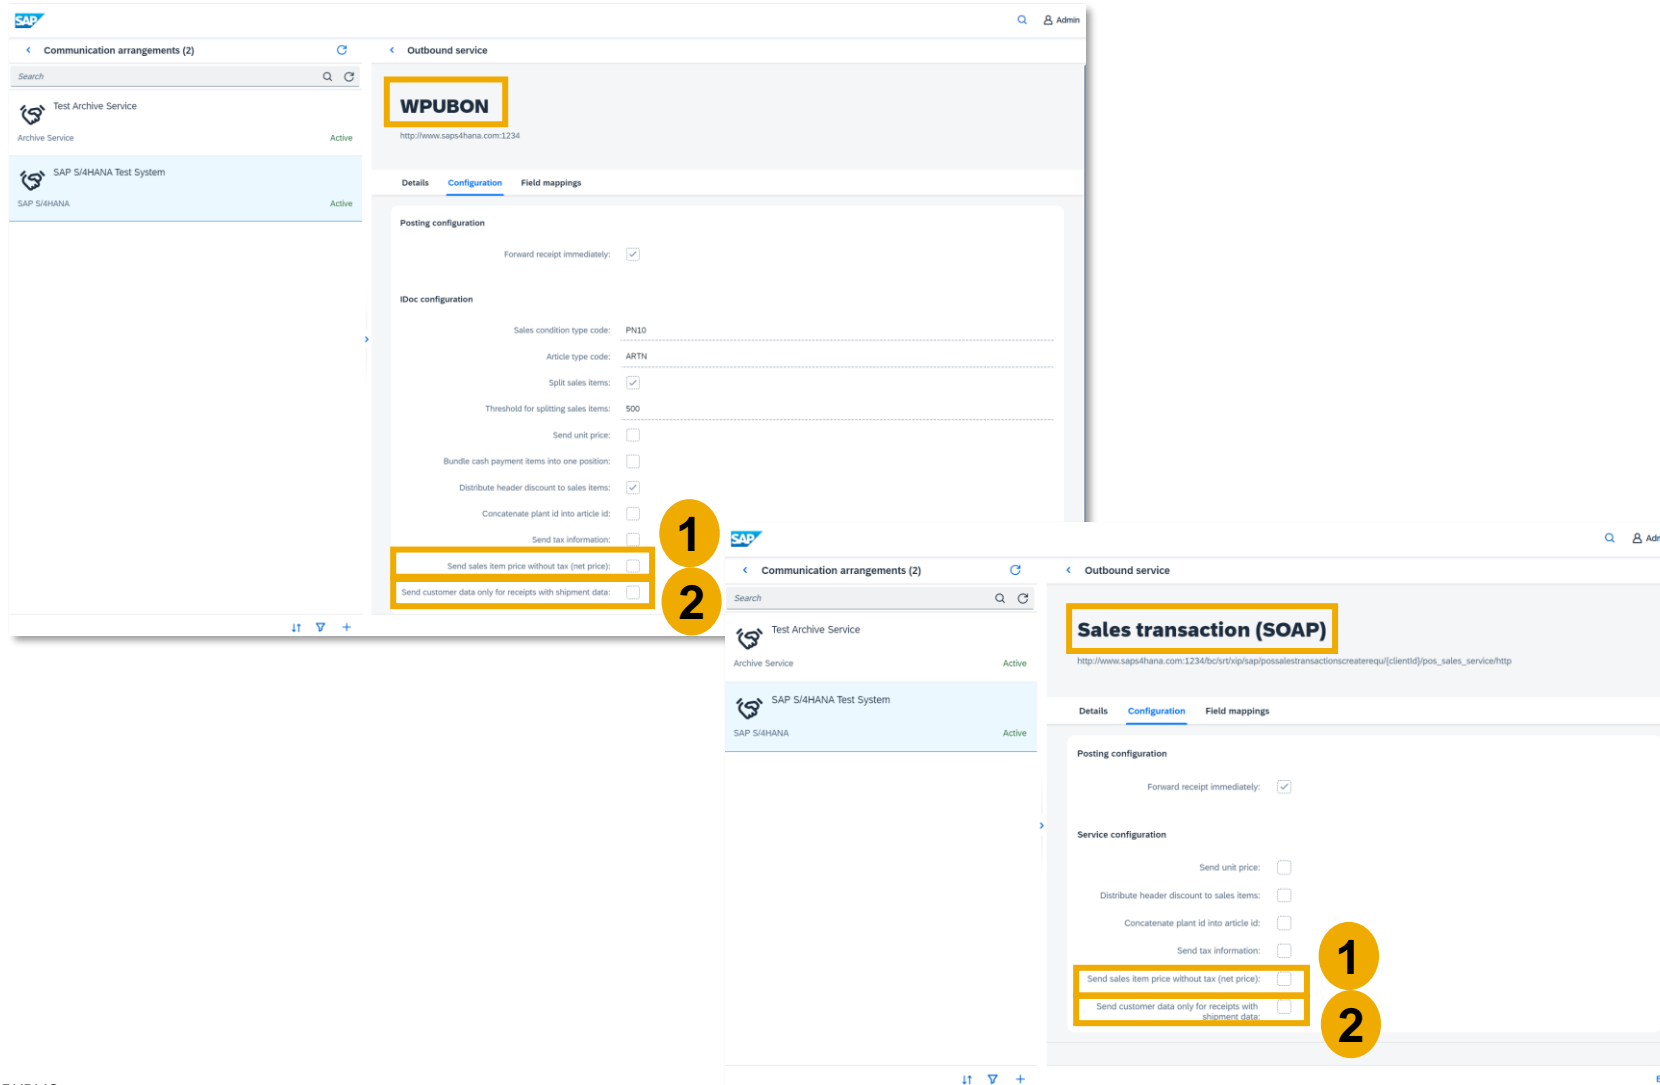 SAP
Admin
Communication arrangements (2)
Outbound service
Search
Test Archive Service
Archive Service
Active
SAP S/4HANA Test System
SAP S/4HANA
Active
WPUBON
http://www.saps4hana.com:1234
Details Configuration Field mappings
Posting configuration
Forward receipt immediately:
IDoc configuration
Sales condition type code: PN10
Article type code: ARTN
Split sales items:
Threshold for splitting sales items: 500
Send unit price:
Bundle cash payment items into one position:
Distribute header discount to sales items:
Concatenate plant id into article id:
Send tax information:
1
Send sales item price without tax (net price):
Send customer data only for receipts with shipment data:
2
SAP
Communication arrangements (2)
Outbound service
Search
Test Archive Service
Archive Service
Active
SAP S/4HANA Test System
SAP S/4HANA
Active
Sales transaction (SOAP)
http://www.saps4hana.com:1234/bc/srt/xip/sap/possalestransactionscreaterequ/{clientId}/pos_sales_service/http
Details Configuration Field mappings
Posting configuration
Forward receipt immediately:
Service configuration
Send unit price:
Distribute header discount to sales items:
Concatenate plant id into article id:
Send tax information:
1
Send sales item price without tax (net price):
Send customer data only for receipts with
shipment data:
2